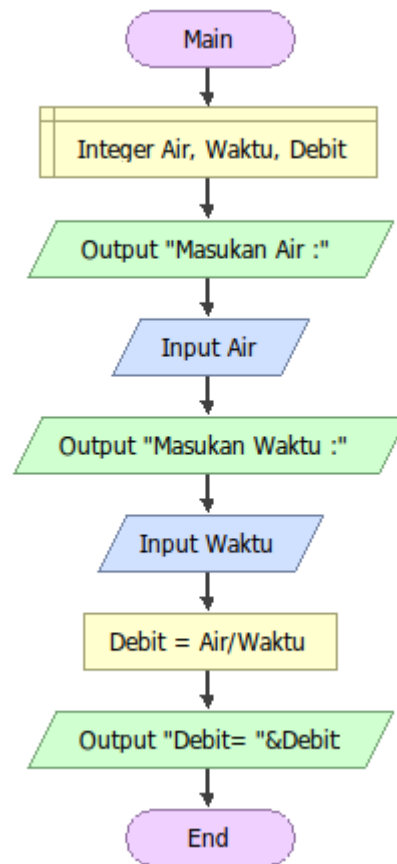 Main
Integer Air, Waktu, Debit
Output "Masukan Air :"
Input Air
Output "Masukan Waktu :"
Input Waktu
Debit = Air/Waktu
Output "Debit= "&Debit
End